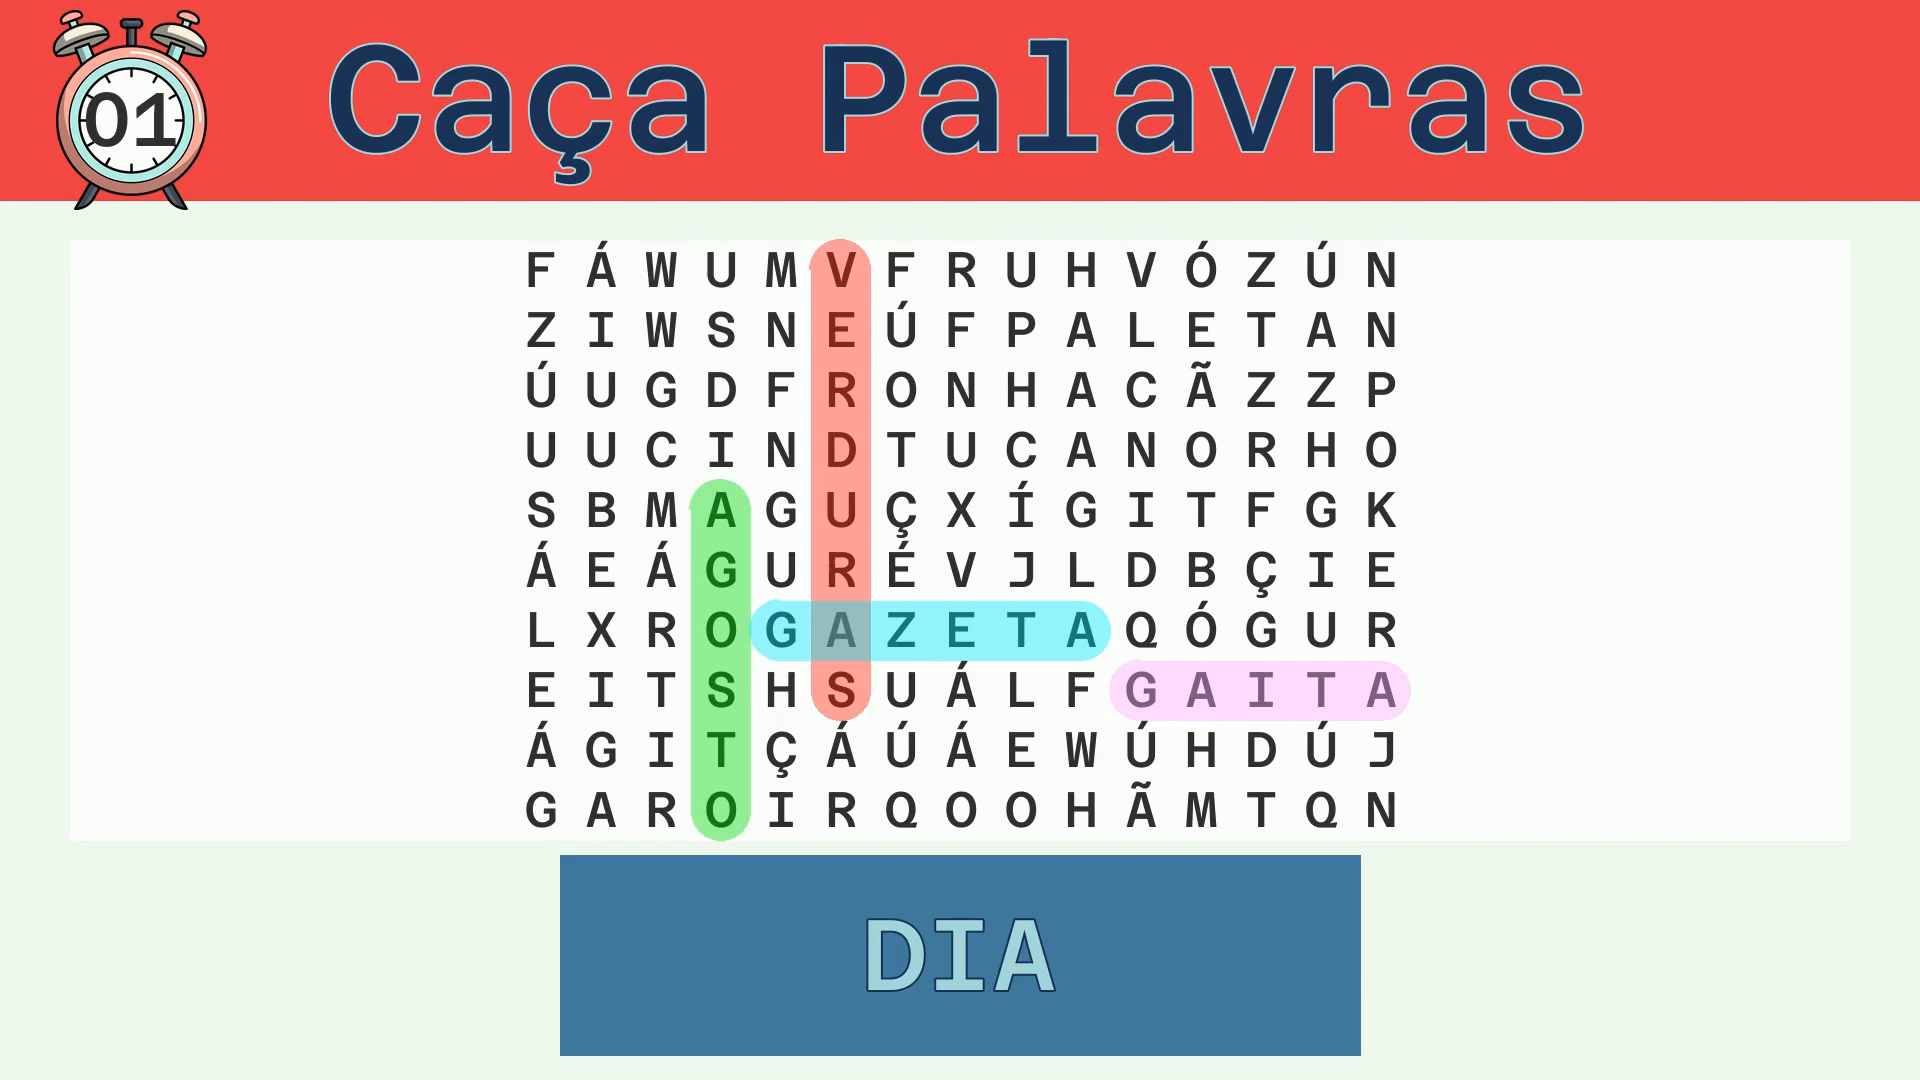 01
Caça Palavras
F Á W U M V F R U H V Ó Z Ú N
Z I W S N E Ú F P A L E T A N
Ú U G D F R O N H A C Ã Z Z P
U U C I N D T U C A N O R H O
S B M A G U Ç X Í G I T F G K
Á E Á G U R É V J L D B Ç I E
L X R O G A Z E T A Q Ó G U R
E I T S H S U Á L F G A I T A
Á G I T Ç Á Ú Á E W Ú H D Ú J
G A R O I R Q O O H Ã M T Q N
DIA